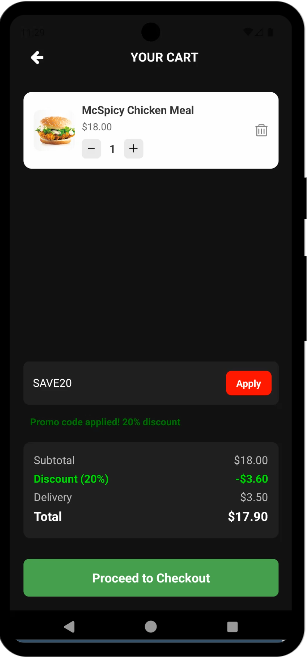 YOUR CART
McSpicy Chicken Meal
$18.00
− 1 +
SAVE20 Apply
Promo code applied! 20% discount
Subtotal $18.00
Discount (20%) -$3.60
Delivery $3.50
Total $17.90
Proceed to Checkout